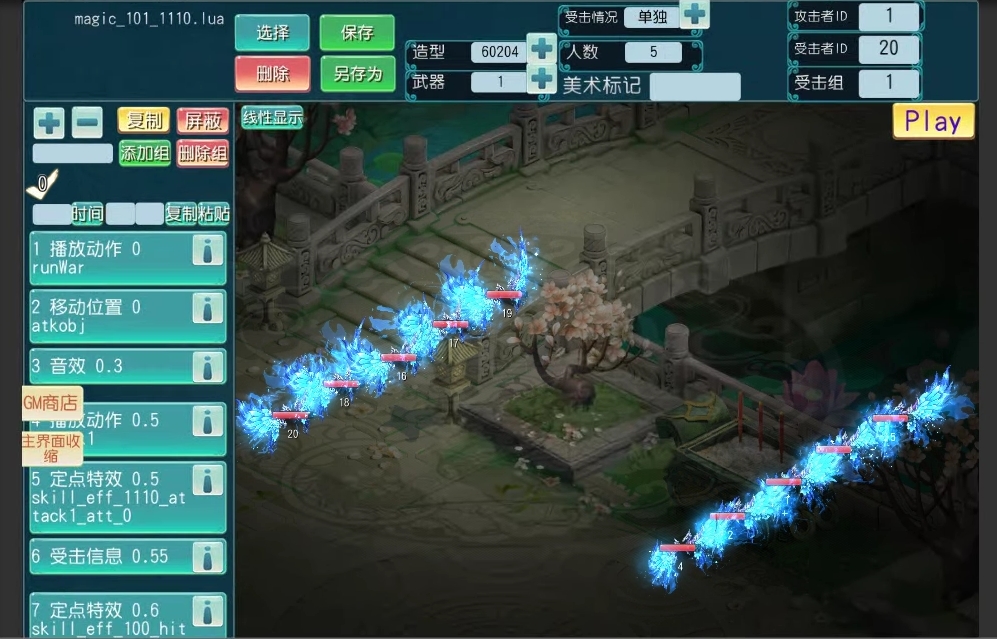 magic_101_1110.lua
选择
保存
删除
另存为
造型 60204
武器 1
受击情况 单独
人数 5
美术标记
攻击者ID 1
受击者ID 20
受击组 1
复制
屏蔽
添加组
删除组
线性显示
Play
0
时间
复制粘贴
1 播放动作 0
runWar
2 移动位置 0
atkobj
3 音效 0.3
GM商店
主界面收
缩
4 播放动作 0.5
1
5 定点特效 0.5
skill_eff_1110_at
tack1_att_0
6 受击信息 0.55
7 定点特效 0.6
skill_eff_100_hit
19
17
16
18
20
5
1
4